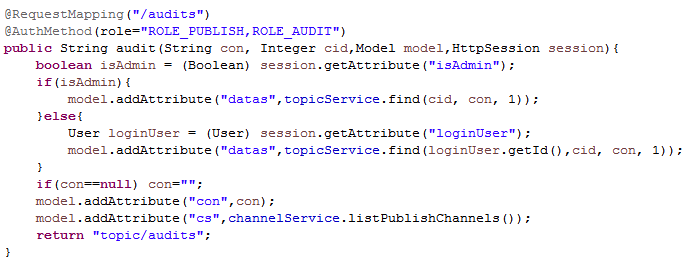 @RequestMapping("/audits")
@AuthMethod(role="ROLE_PUBLISH,ROLE_AUDIT")
public String audit(String con, Integer cid,Model model,HttpSession session){
    boolean isAdmin = (Boolean) session.getAttribute("isAdmin");
    if(isAdmin){
        model.addAttribute("datas",topicService.find(cid, con, 1));
    }else{
        User loginUser = (User) session.getAttribute("loginUser");
        model.addAttribute("datas",topicService.find(loginUser.getId(),cid, con, 1));
    }
    if(con==null) con="";
    model.addAttribute("con",con);
    model.addAttribute("cs",channelService.listPublishChannels());
    return "topic/audits";
}